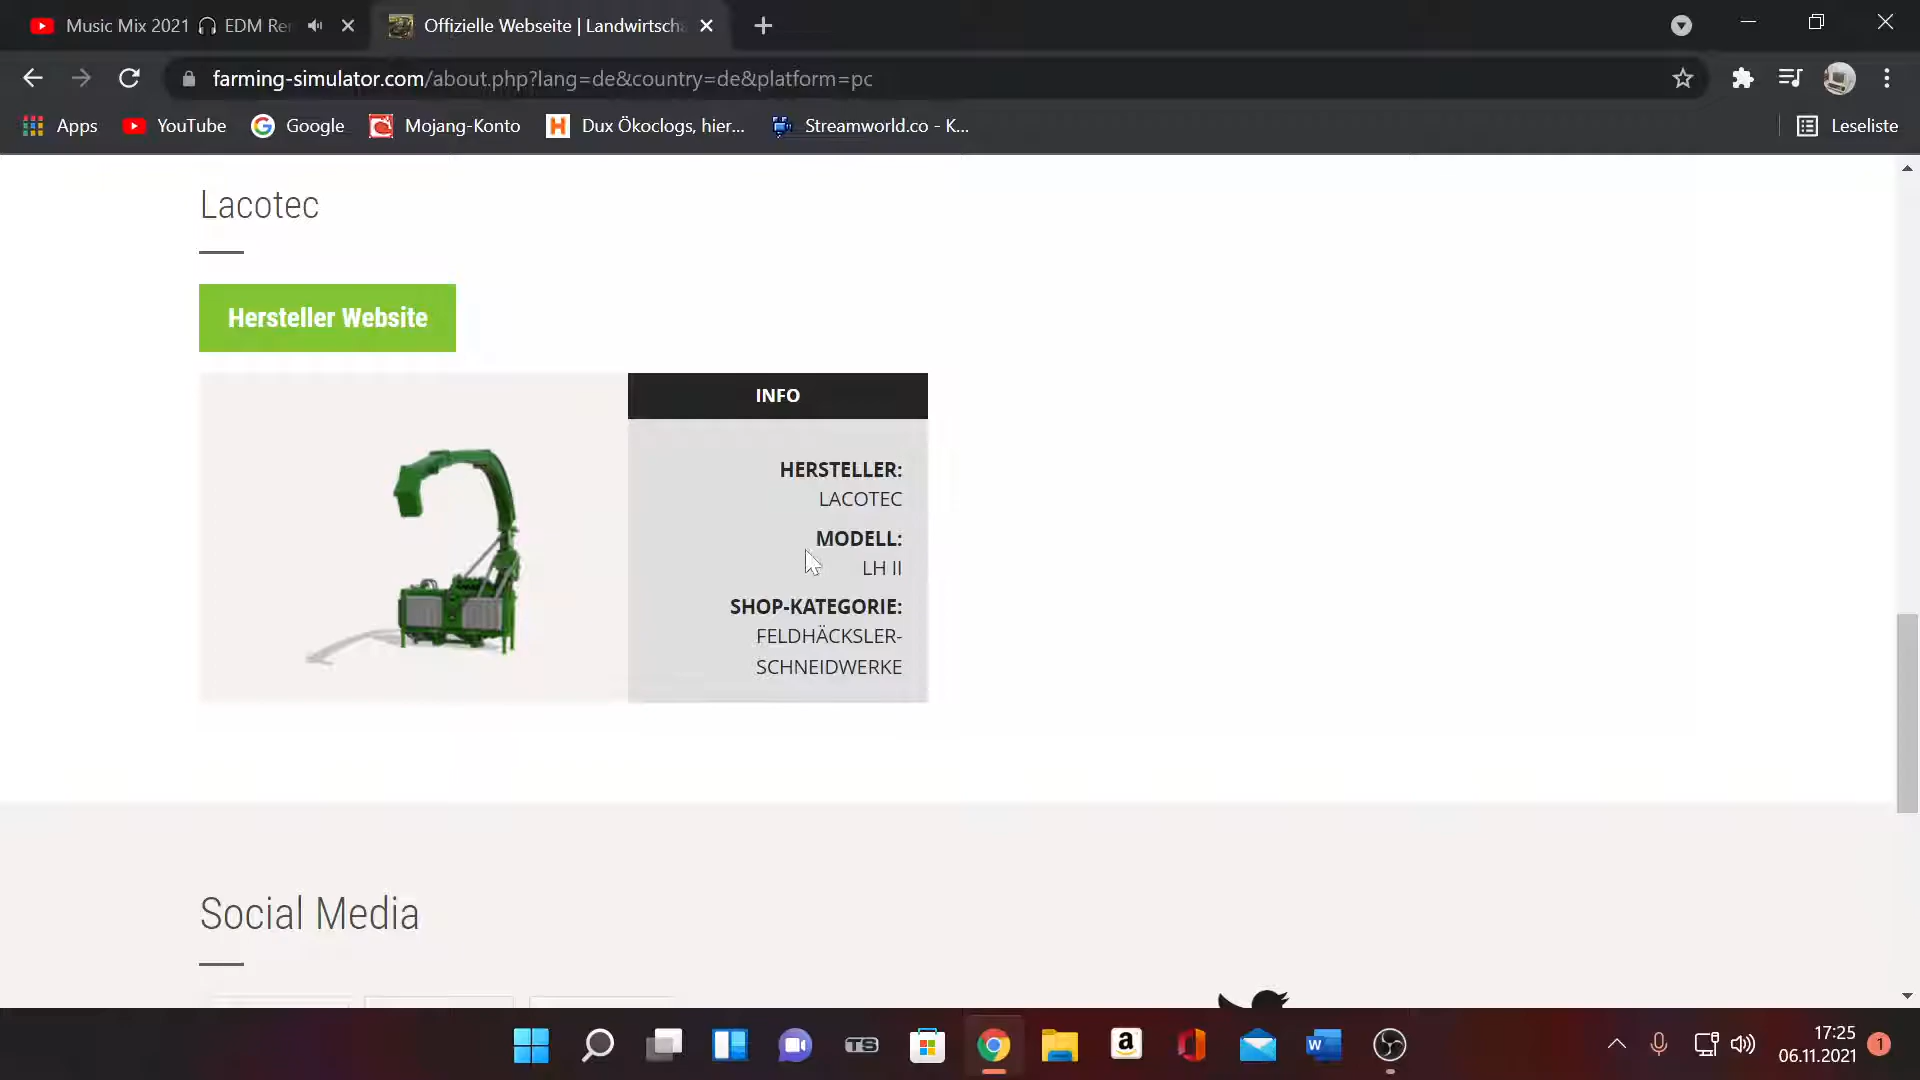 Music Mix 2021 🎧 EDM Re
Offizielle Webseite | Landwirtsch
farming-simulator.com/about.php?lang=de&country=de&platform=pc
Apps YouTube Google Mojang-Konto Dux Ökoclogs, hier... Streamworld.co - K... Leseliste
Lacotec
Hersteller Website
INFO
HERSTELLER:
LACOTEC
MODELL:
LH II
SHOP-KATEGORIE:
FELDHÄCKSLER-
SCHNEIDWERKE
Social Media
TS
a
W
17:25
06.11.2021
1